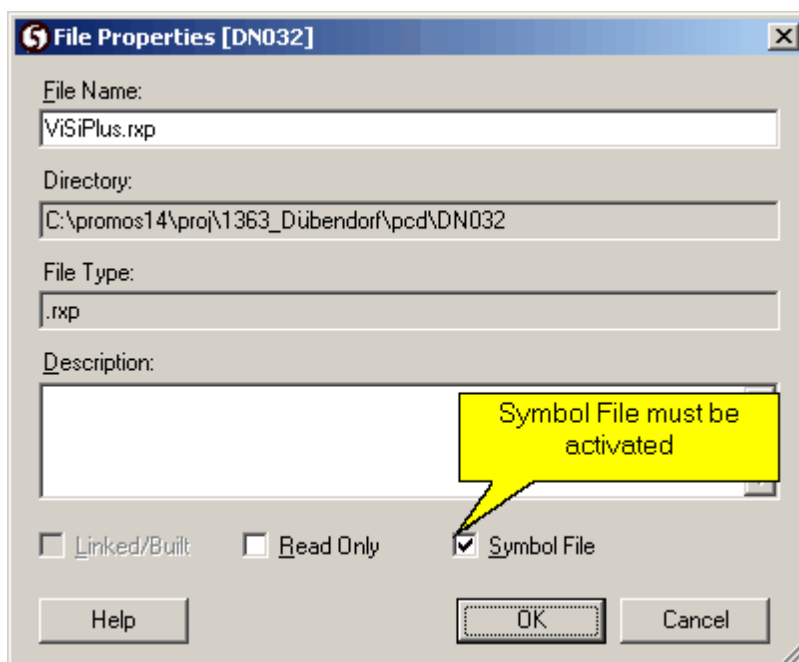 File Properties [DN032]
File Name:
ViSiPlus.rxp
Directory:
C:\promos14\proj\1363_Dübendorf\pcd\DN032
File Type:
.rxp
Description:
Symbol File must be
activated
Linked/Built Read Only Symbol File
Help OK Cancel